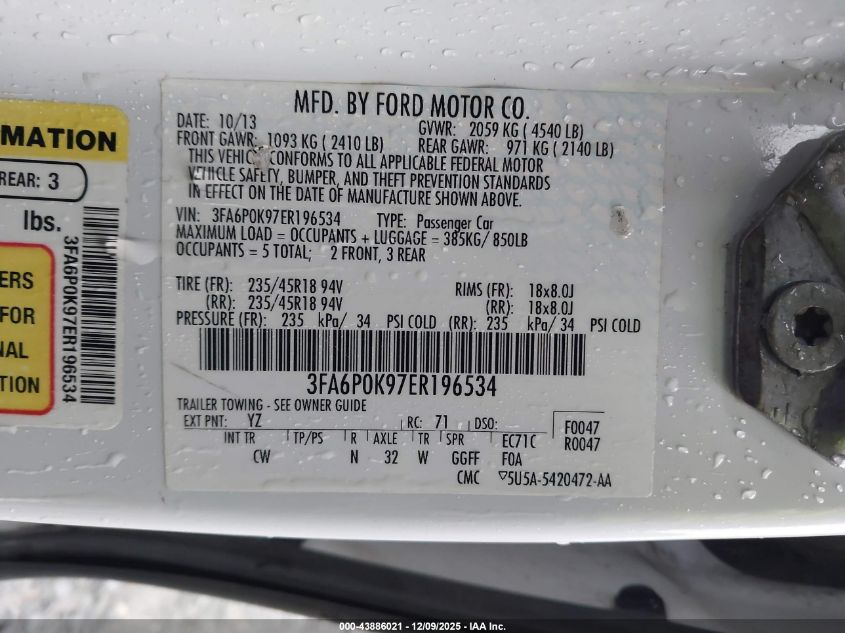 MATION
REAR: 3
lbs.
ERS
FOR
NAL
TION
3FA6P0K97ER196534
MFD. BY FORD MOTOR CO.
DATE: 10/13 GVWR: 2059 KG ( 4540 LB)
FRONT GAWR: 1093 KG ( 2410 LB) REAR GAWR: 971 KG ( 2140 LB)
THIS VEHICLE CONFORMS TO ALL APPLICABLE FEDERAL MOTOR
VEHICLE SAFETY, BUMPER, AND THEFT PREVENTION STANDARDS
IN EFFECT ON THE DATE OF MANUFACTURE SHOWN ABOVE.
VIN: 3FA6P0K97ER196534 TYPE: Passenger Car
MAXIMUM LOAD = OCCUPANTS + LUGGAGE = 385KG/ 850LB
OCCUPANTS = 5 TOTAL; 2 FRONT, 3 REAR
TIRE (FR): 235/45R18 94V RIMS (FR): 18x8.0J
(RR): 235/45R18 94V (RR): 18x8.0J
PRESSURE (FR): 235 kPa/ 34 PSI COLD (RR): 235 kPa/ 34 PSI COLD
3FA6P0K97ER196534
TRAILER TOWING - SEE OWNER GUIDE
EXT PNT: YZ RC: 71 DSO: F0047
INT TR TP/PS R AXLE TR SPR EC71C R0047
CW N 32 W GGFF F0A
CMC ▽5U5A-5420472-AA
000-43886021 - 12/09/2025 - IAA Inc.